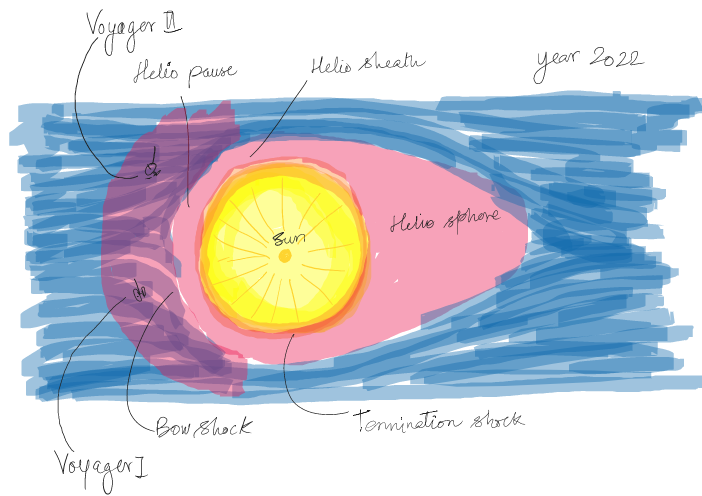 Voyager II
Helio pause
Helio sheath
year 2022
Helio sphere
Sun
Bow shock
Termination shock
Voyager I